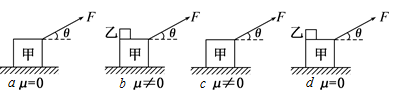 F F F F
乙 乙
θ θ θ θ
甲 甲 甲 甲
a μ=0 b μ≠0 c μ≠0 d μ=0